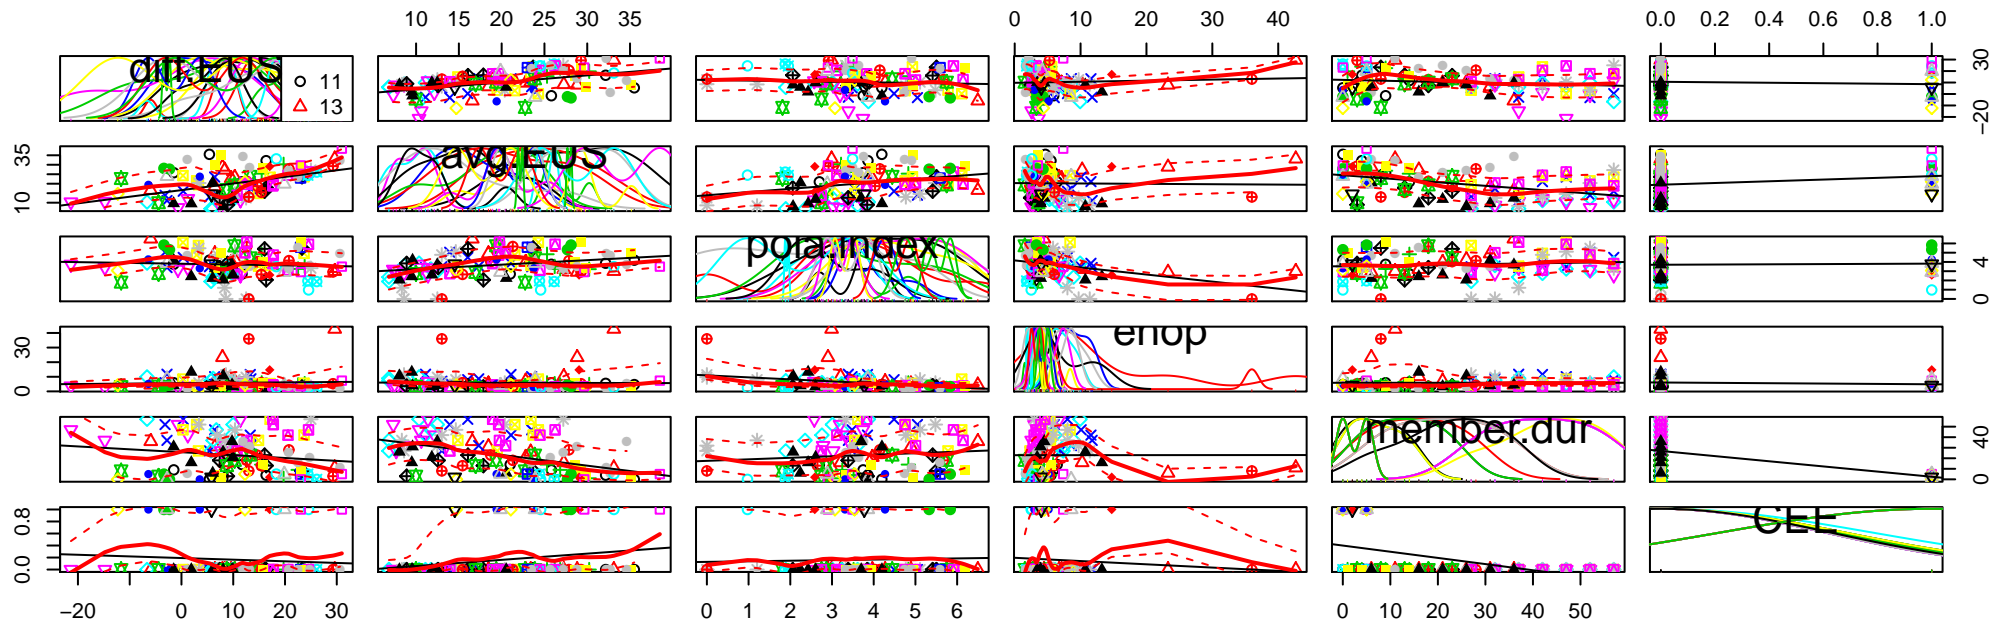 10 15 20 25 30 35 0 10 20 30 40 0.0 0.2 0.4 0.6 0.8 1.0
diff.EUS 11 13 −20 30
10 35 avg.EUS
pola.index 0 4
0 30 enop
member.dur 0 40
0.0 0.8 CEE
−20 0 10 20 30 0 1 2 3 4 5 6 0 10 20 30 40 50